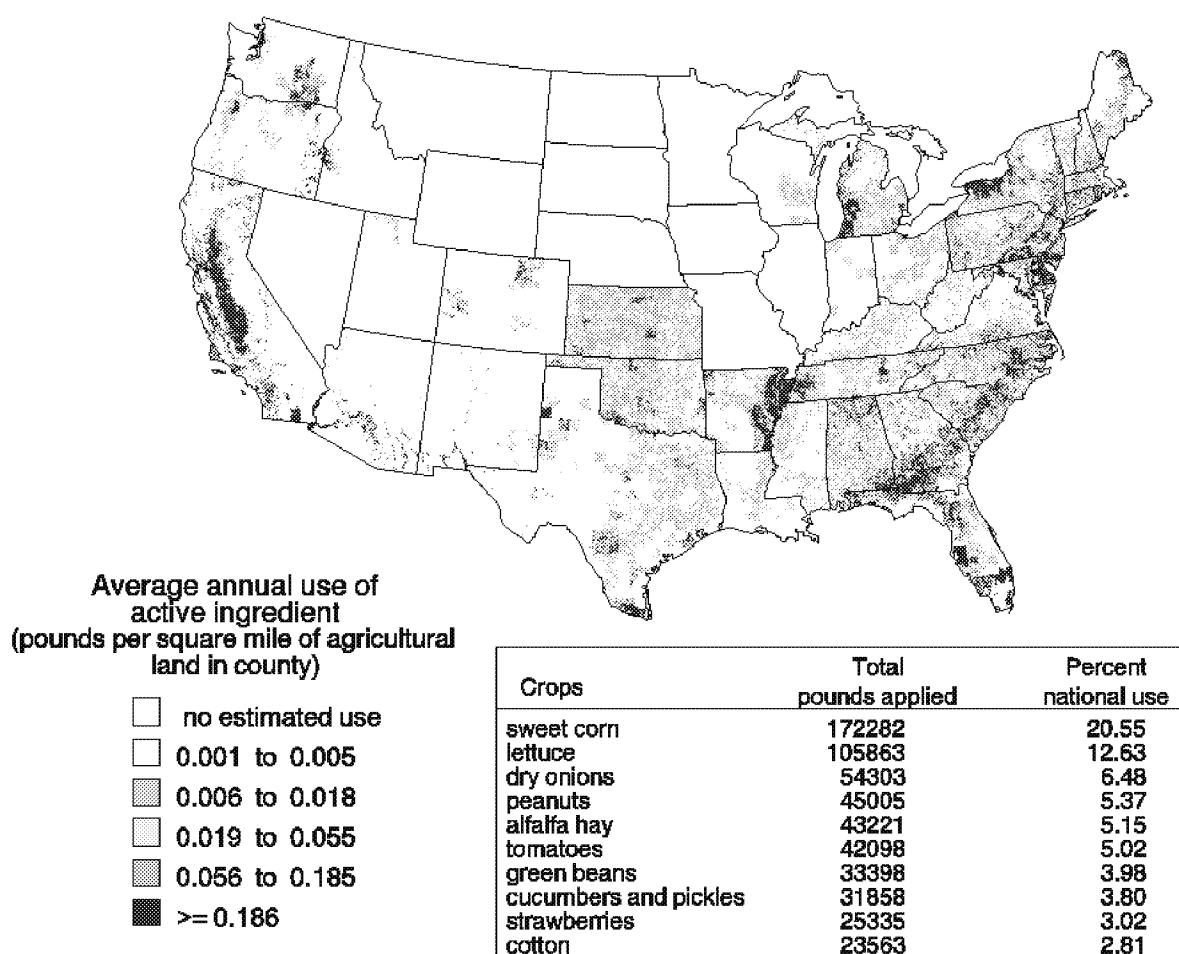 Average annual use of
active ingredient
(pounds per square mile of agricultural
land in county)
no estimated use
0.001 to 0.005
0.006 to 0.018
0.019 to 0.055
0.056 to 0.185
>= 0.186
Crops Total pounds applied Percent national use
sweet corn 172282 20.55
lettuce 105863 12.63
dry onions 54303 6.48
peanuts 45005 5.37
alfalfa hay 43221 5.15
tomatoes 42098 5.02
green beans 33398 3.98
cucumbers and pickles 31858 3.80
strawberries 25335 3.02
cotton 23563 2.81